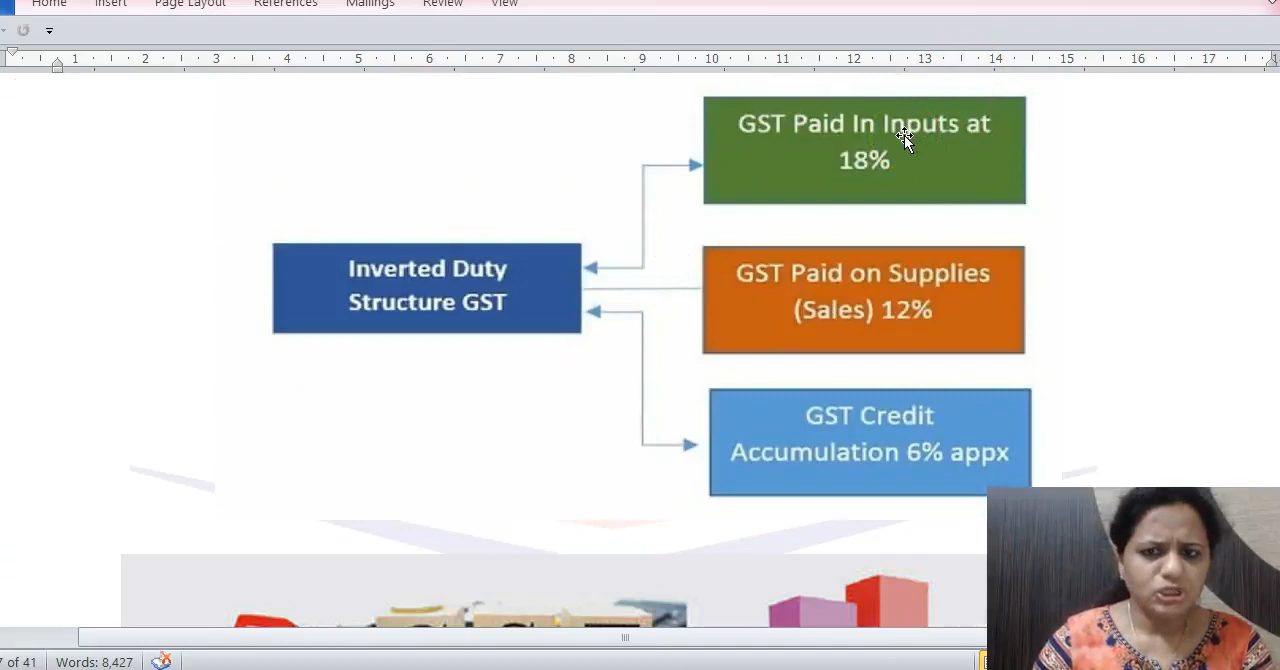 Home Insert Page Layout References Mailings Review View
1 2 3 4 5 6 7 8 9 10 11 12 13 14 15 16 17
GST Paid In Inputs at
18%
Inverted Duty
Structure GST
GST Paid on Supplies
(Sales) 12%
GST Credit
Accumulation 6% appx
7 of 41 Words: 8,427